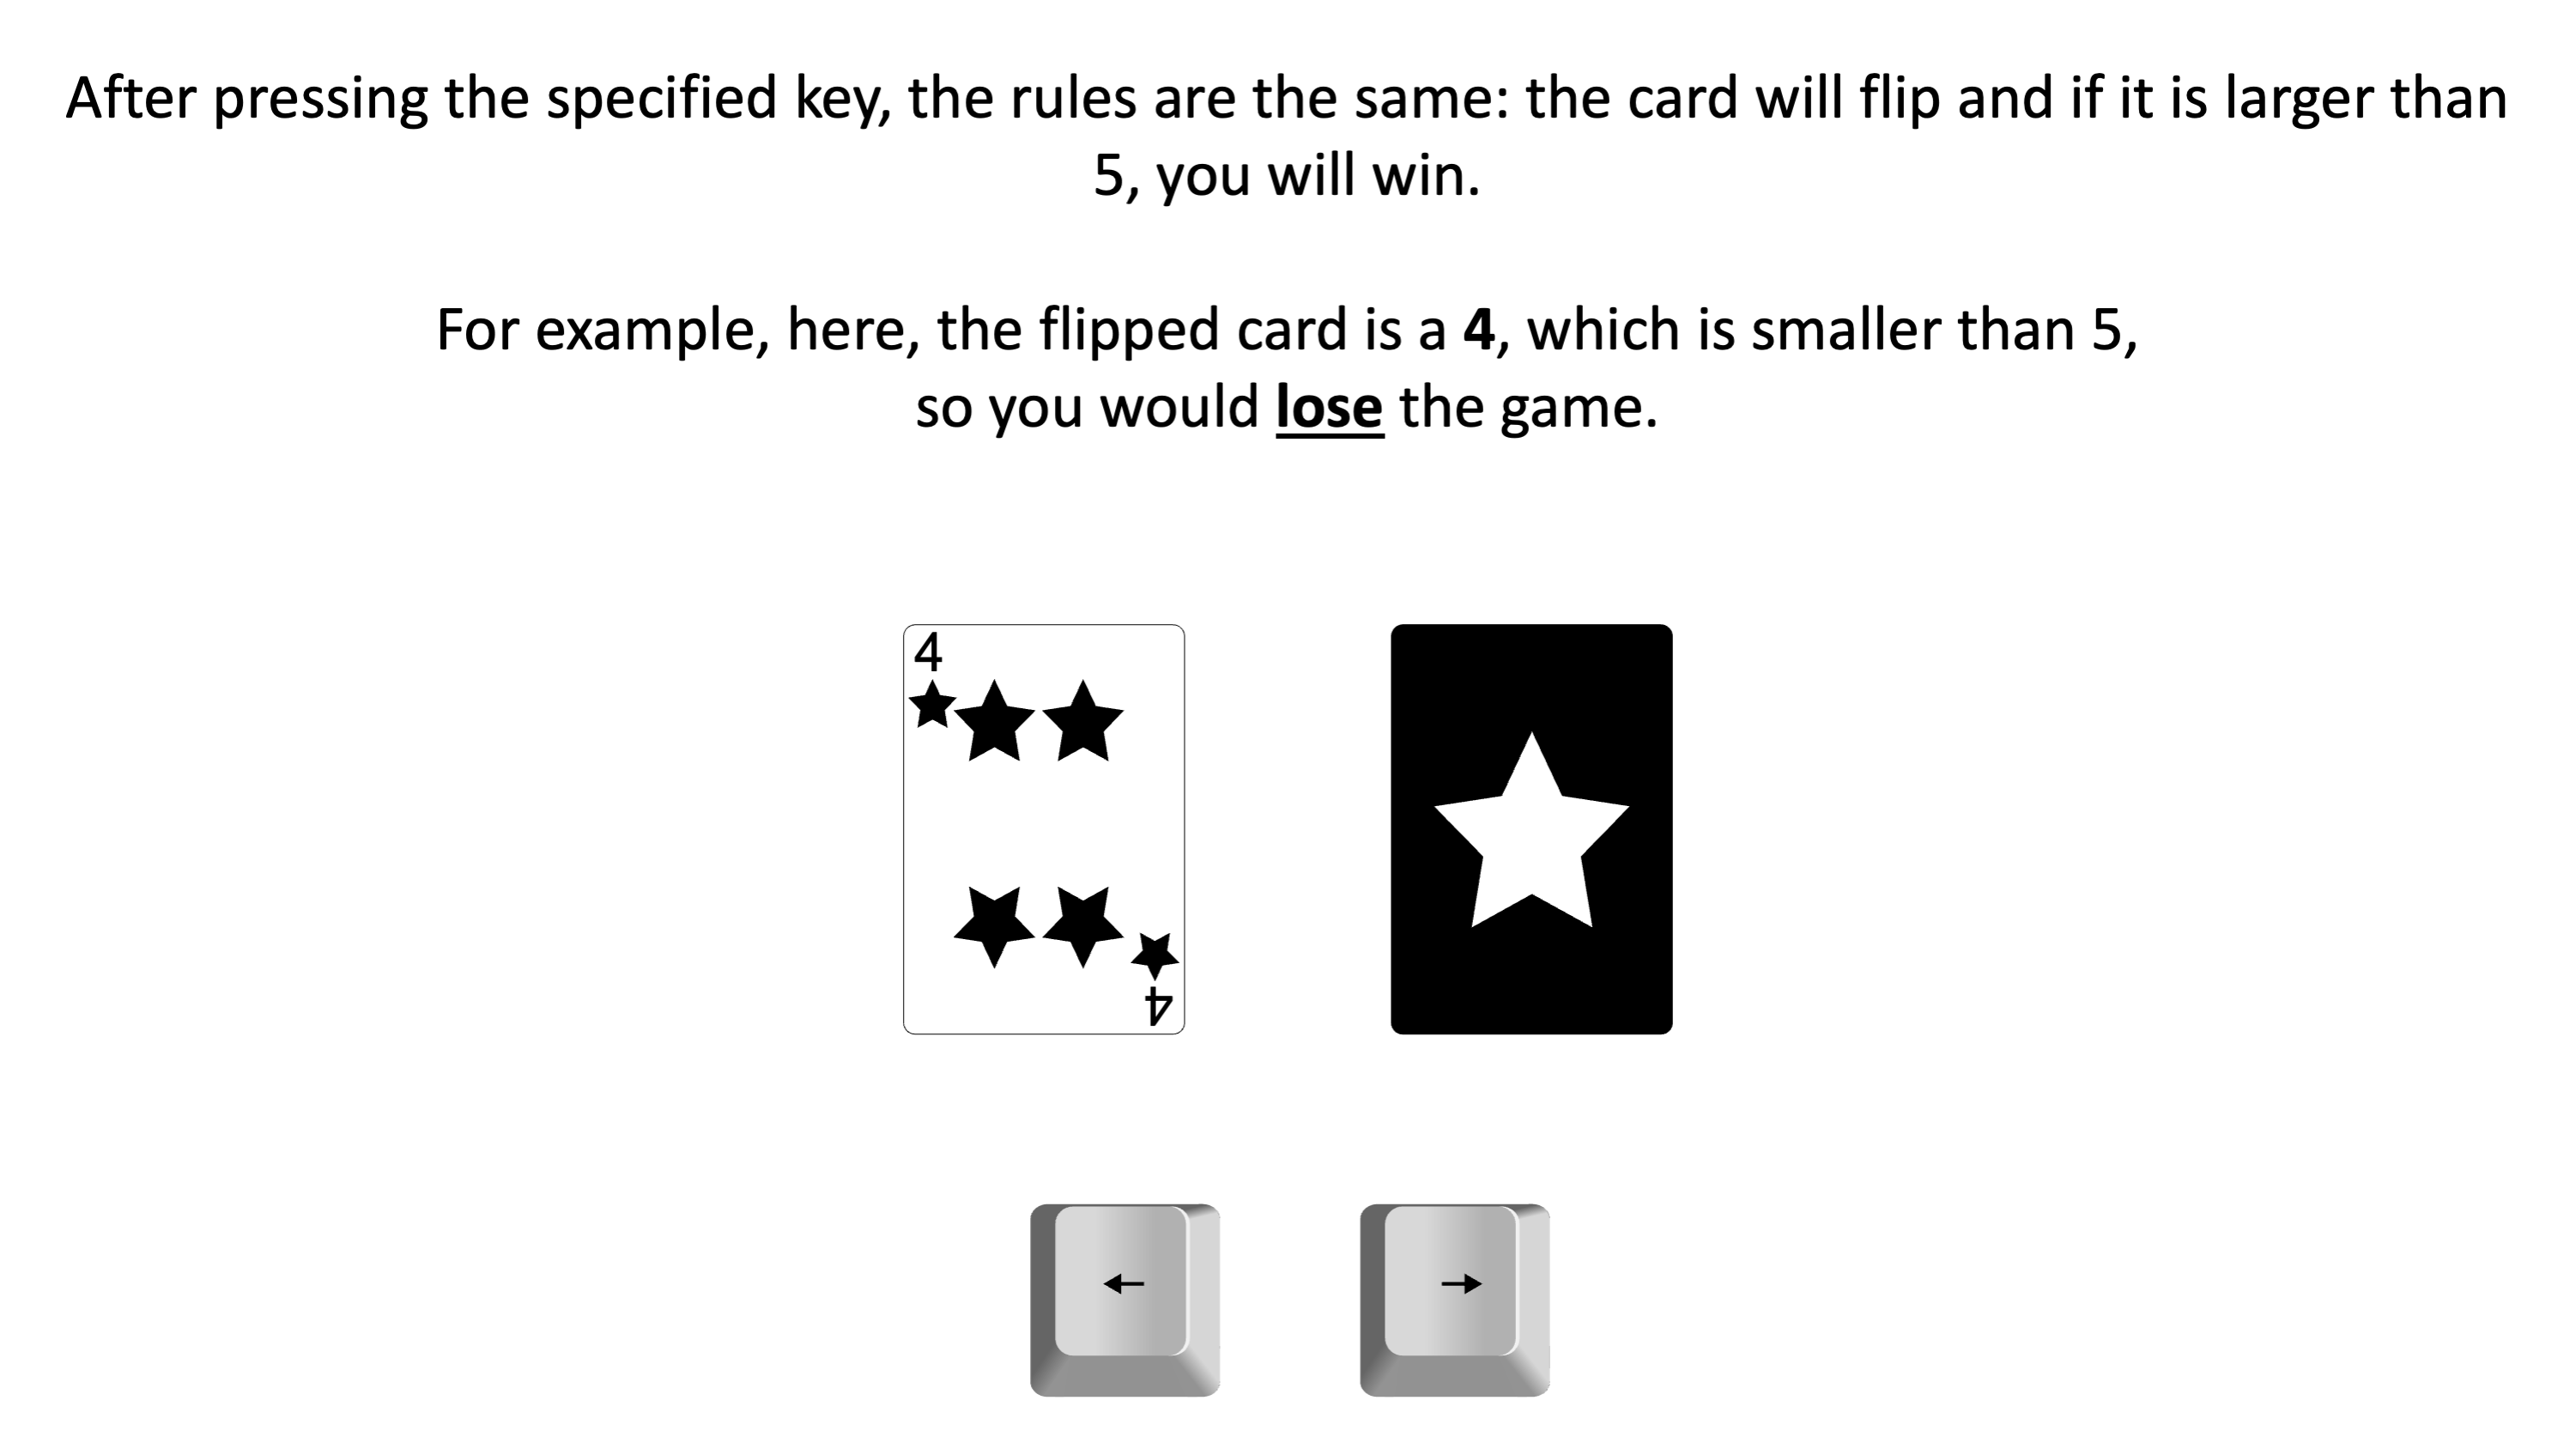 After pressing the specified key, the rules are the same: the card will flip and if it is larger than
5, you will win.
For example, here, the flipped card is a 4, which is smaller than 5,
so you would lose the game.
4
4